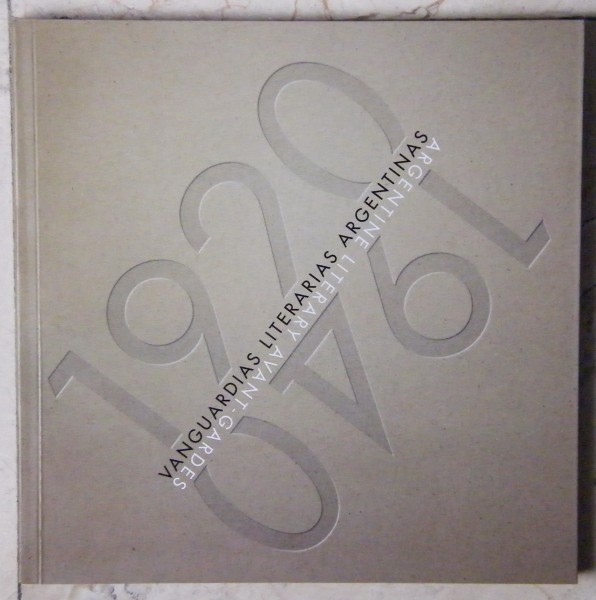 1920
VANGUARDIAS LITERARIAS ARGENTINAS
ARGENTINE LITERARY AVANT-GARDES
1940